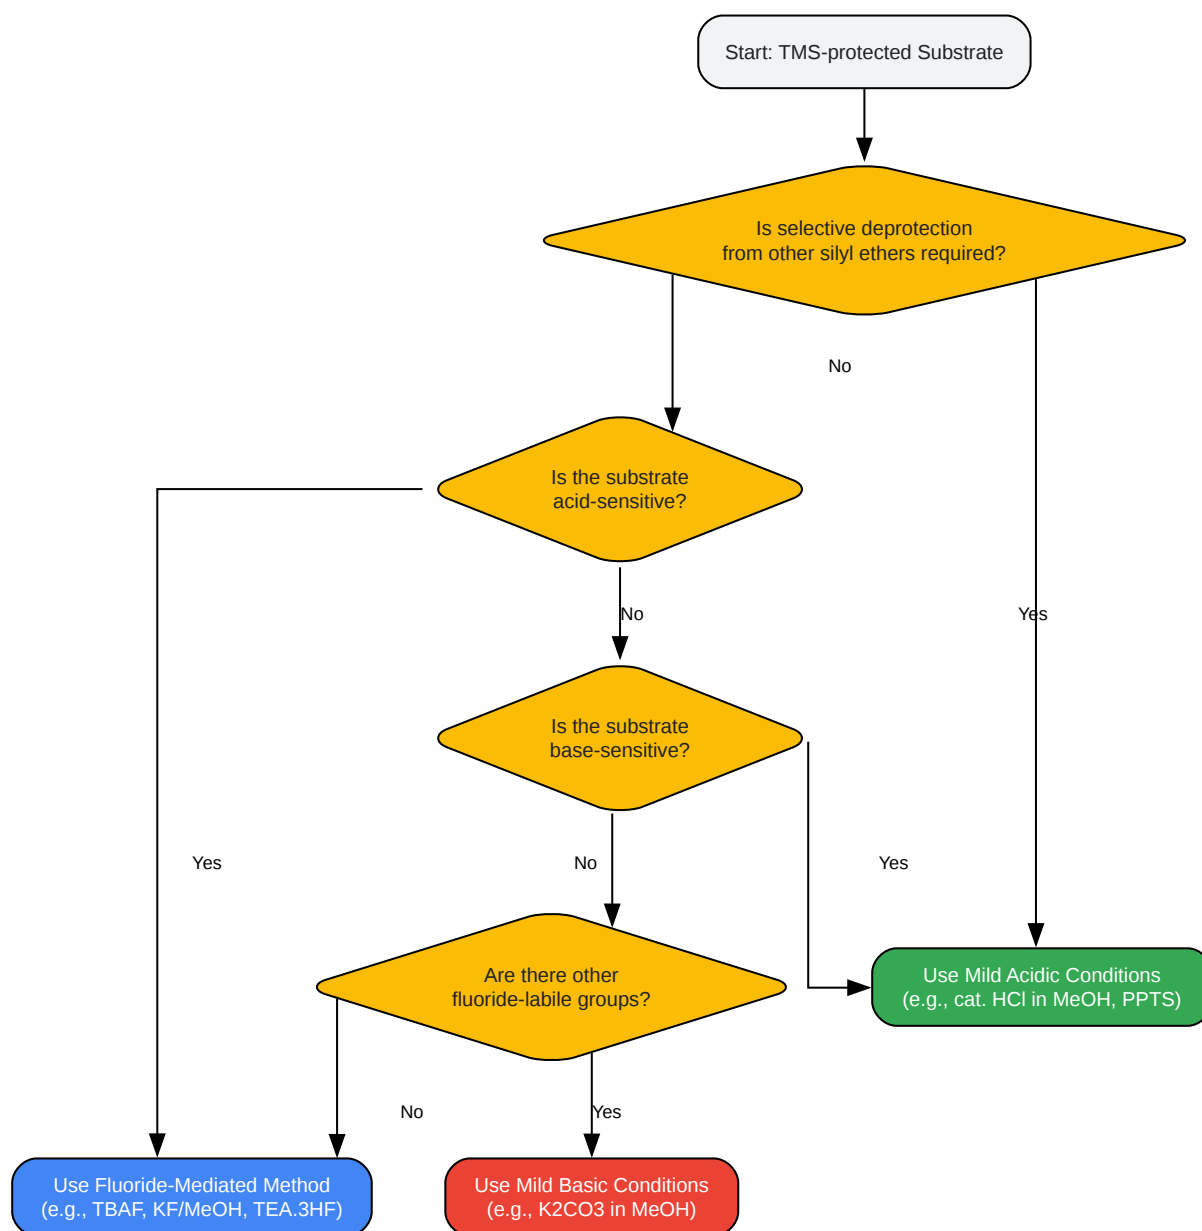 Start: TMS-protected Substrate
Is selective deprotection
from other silyl ethers required?
No
Is the substrate
acid-sensitive?
No
Yes
Is the substrate
base-sensitive?
Yes
No
Yes
Are there other
fluoride-labile groups?
Use Mild Acidic Conditions
(e.g., cat. HCl in MeOH, PPTS)
No
Yes
Use Fluoride-Mediated Method
(e.g., TBAF, KF/MeOH, TEA.3HF)
Use Mild Basic Conditions
(e.g., K2CO3 in MeOH)